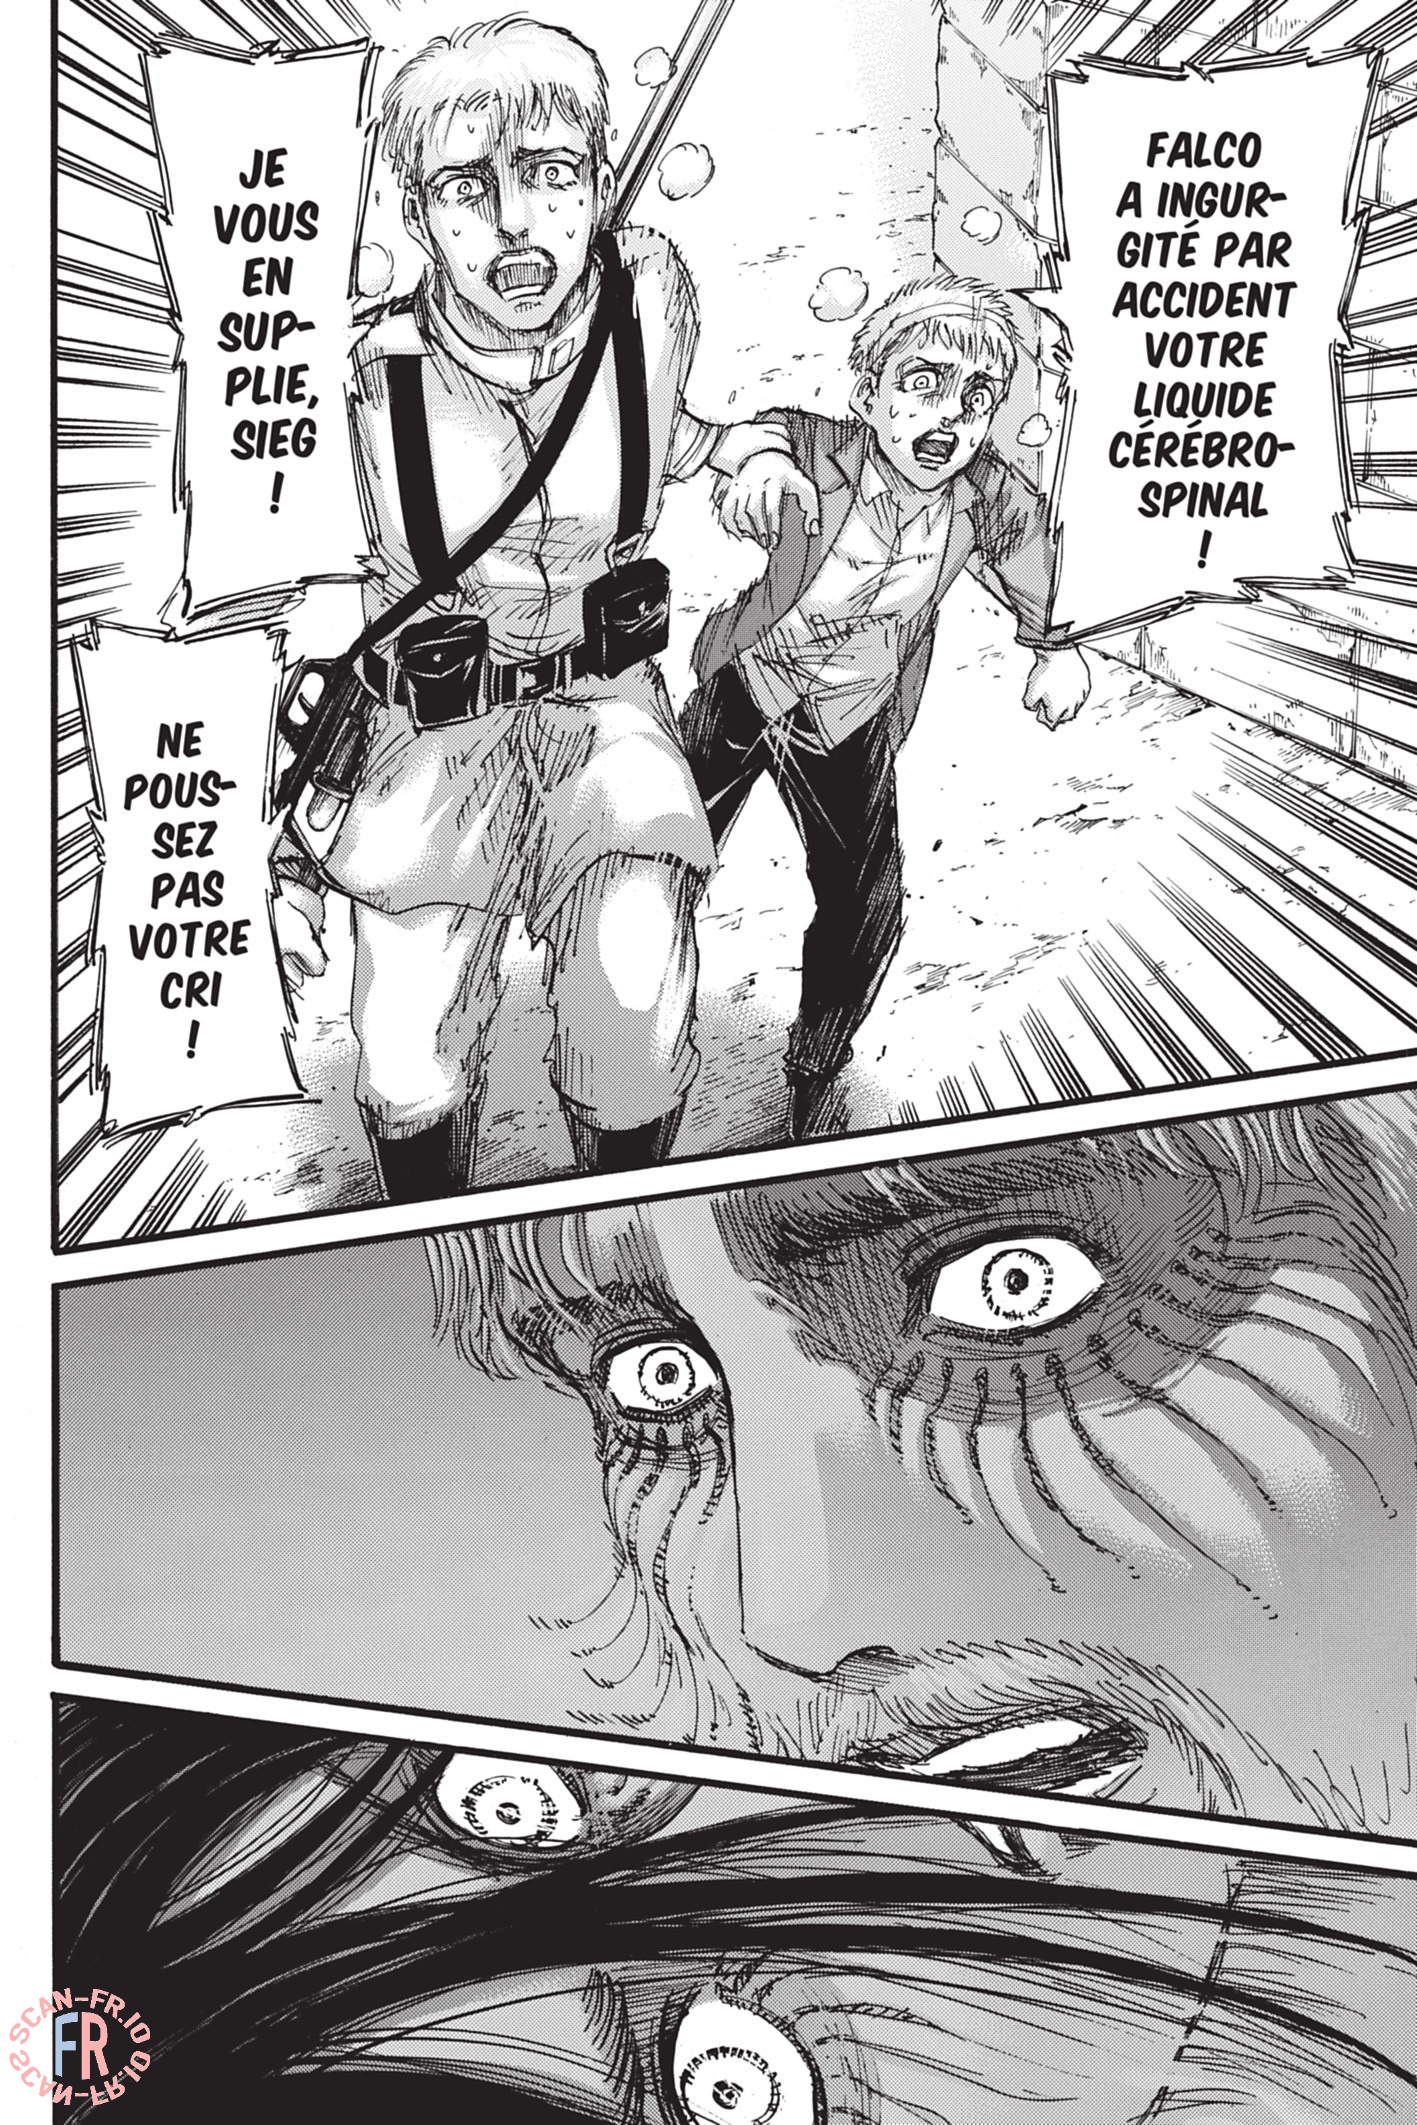 FALCO
A INGUR-
GITÉ PAR
ACCIDENT
VOTRE
LIQUIDE
CÉRÉBRO-
SPINAL
!
JE
VOUS
EN
SUP-
PLIE,
SIEG
!
NE
POUS-
SEZ
PAS
VOTRE
CRI
!
SCAN-FR.IO
FR
SCAN-FR.IO